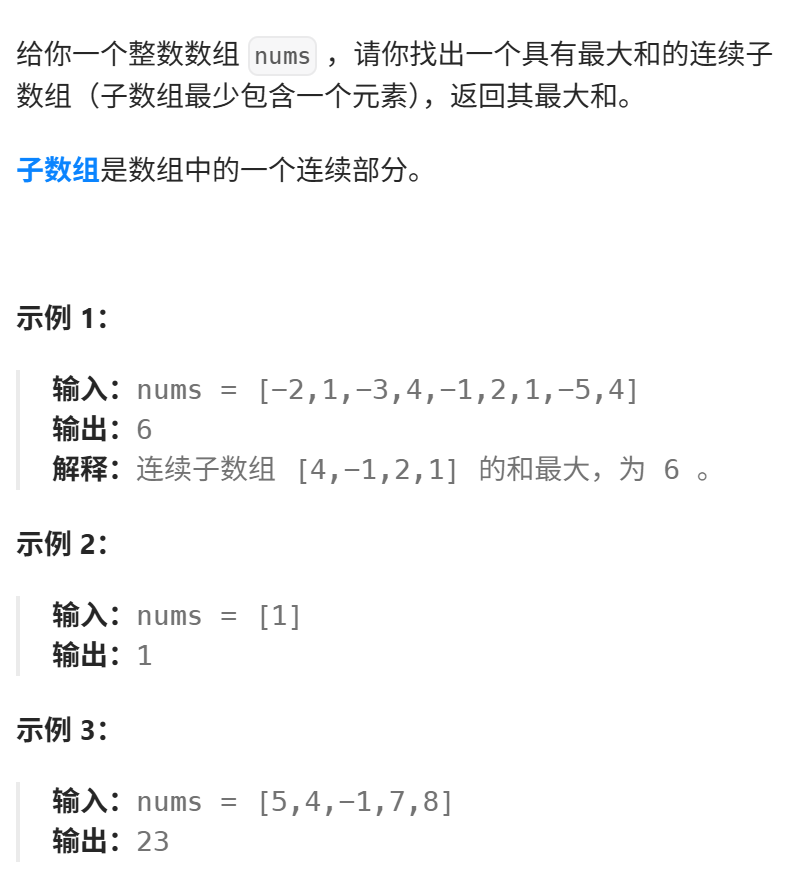 给你一个整数数组 nums ，请你找出一个具有最大和的连续子
数组（子数组最少包含一个元素），返回其最大和。
子数组是数组中的一个连续部分。
示例 1：
输入：nums = [-2,1,-3,4,-1,2,1,-5,4]
输出：6
解释：连续子数组 [4,-1,2,1] 的和最大，为 6 。
示例 2：
输入：nums = [1]
输出：1
示例 3：
输入：nums = [5,4,-1,7,8]
输出：23